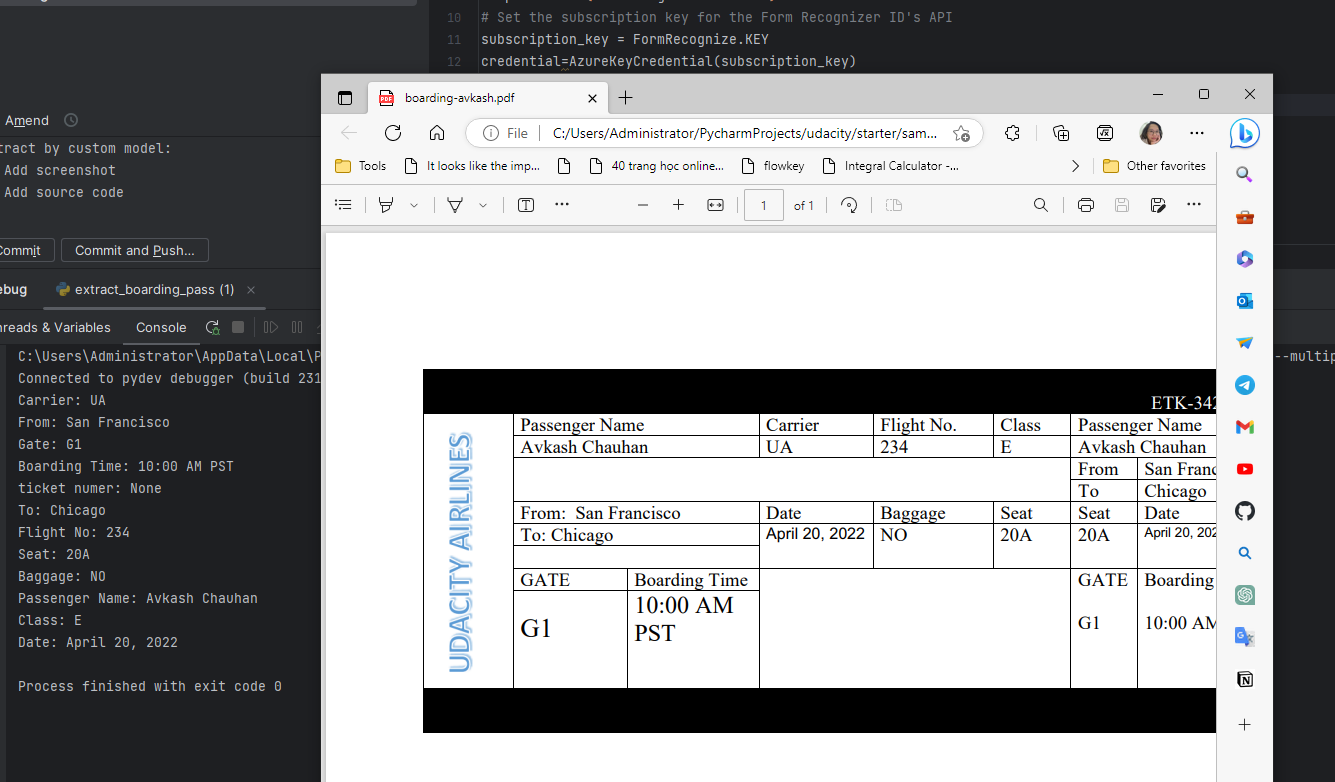 10 # Set the subscription key for the Form Recognizer ID's API
11 subscription_key = FormRecognize.KEY
12 credential=AzureKeyCredential(subscription_key)
Amend
tract by custom model:
Add screenshot
Add source code
Commit
Commit and Push...
ebug
extract_boarding_pass (1)
hreads & Variables
Console
C:\Users\Administrator\AppData\Local\P
--multip
Connected to pydev debugger (build 231
Carrier: UA
From: San Francisco
Gate: G1
Boarding Time: 10:00 AM PST
ticket numer: None
To: Chicago
Flight No: 234
Seat: 20A
Baggage: NO
Passenger Name: Avkash Chauhan
Class: E
Date: April 20, 2022
Process finished with exit code 0
PDF
boarding-avkash.pdf
File
C:/Users/Administrator/PycharmProjects/udacity/starter/sam...
Tools
It looks like the imp...
40 trang học online...
flowkey
Integral Calculator -...
Other favorites
1
of 1
ETK-342
UDACITY AIRLINES
Passenger Name Carrier Flight No. Class Passenger Name
Avkash Chauhan UA 234 E Avkash Chauhan
From San Franc
To Chicago
From: San Francisco Date Baggage Seat Seat Date
To: Chicago April 20, 2022 NO 20A 20A April 20, 202
GATE Boarding Time GATE Boarding
G1 10:00 AM
PST
G1 10:00 AM